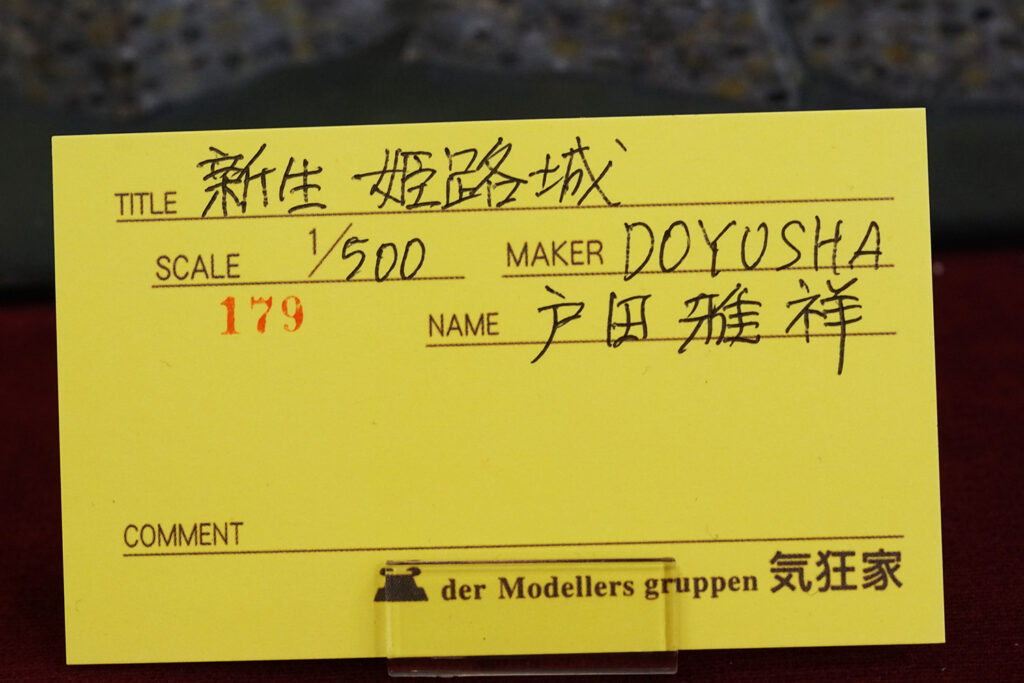 TITLE 新生 姫路城
SCALE 1/500 MAKER DOYUSHA
179
NAME 戸田 雅祥
COMMENT
der Modellers gruppen 気狂家